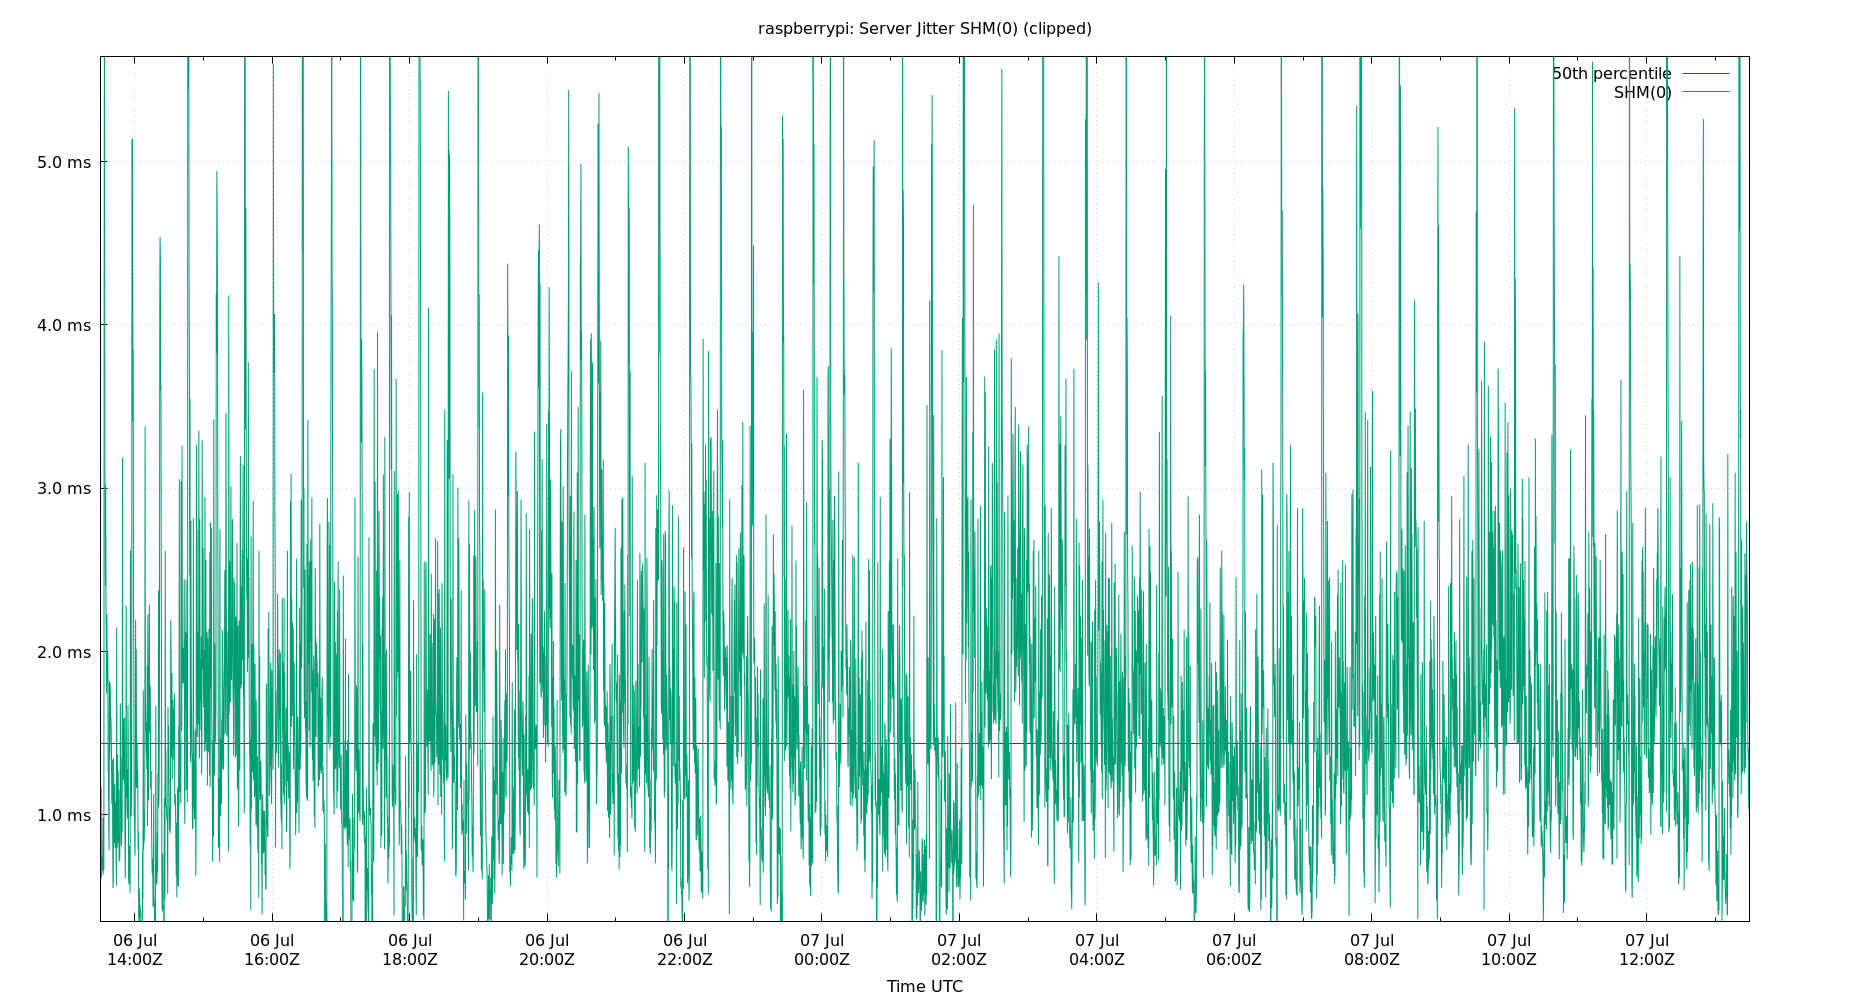 raspberrypi: Server Jitter SHM(0) (clipped)
50th percentile
SHM(0)
5.0 ms
4.0 ms
3.0 ms
2.0 ms
1.0 ms
06 Jul 06 Jul 06 Jul 06 Jul 06 Jul 07 Jul 07 Jul 07 Jul 07 Jul 07 Jul 07 Jul 07 Jul
14:00Z 16:00Z 18:00Z 20:00Z 22:00Z 00:00Z 02:00Z 04:00Z 06:00Z 08:00Z 10:00Z 12:00Z
Time UTC